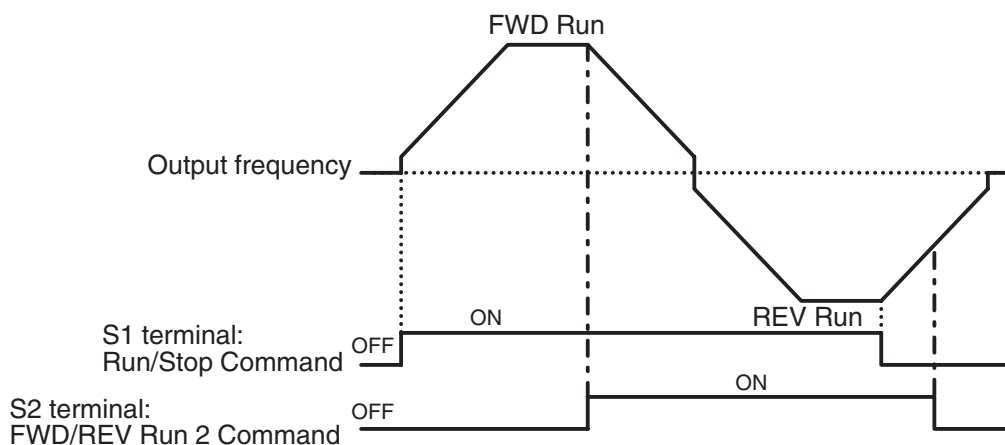 FWD Run
Output frequency
REV Run
S1 terminal:
Run/Stop Command
OFF
ON
S2 terminal:
FWD/REV Run 2 Command
OFF
ON